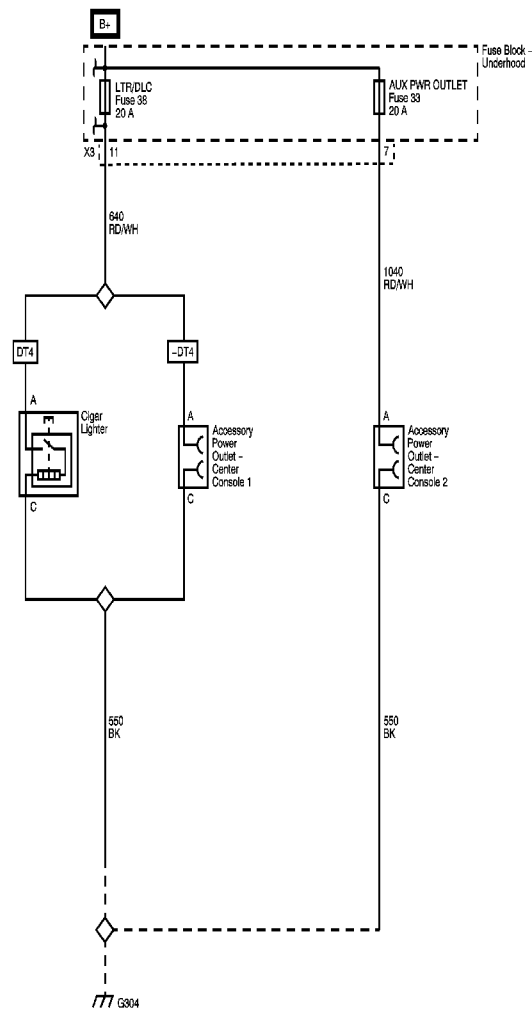 B+
Fuse Block –
Underhood
LTR/DLC
Fuse 38
20 A
AUX PWR OUTLET
Fuse 33
20 A
X3 11
7
640
RD/WH
1040
RD/WH
DT4
–DT4
A
Cigar
Lighter
C
A
Accessory
Power
Outlet –
Center
Console 1
C
A
Accessory
Power
Outlet –
Center
Console 2
C
550
BK
550
BK
G304